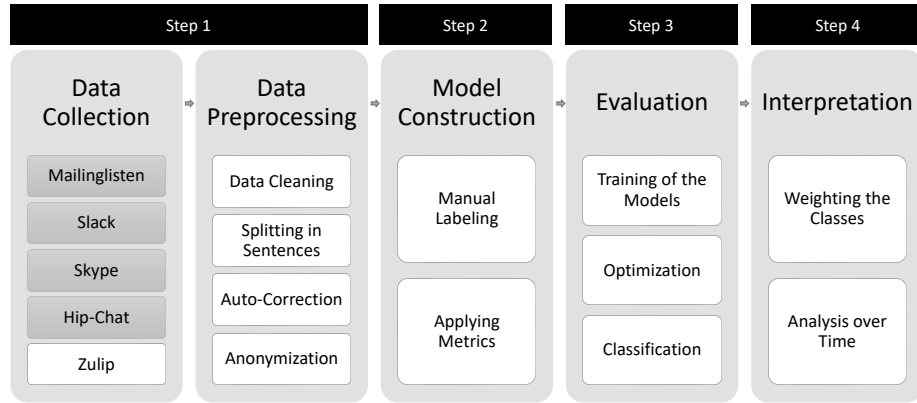 Step 1
Step 2
Step 3
Step 4
Data
Collection
Mailinglisten
Slack
Skype
Hip-Chat
Zulip
Data
Preprocessing
Data Cleaning
Splitting in
Sentences
Auto-Correction
Anonymization
Model
Construction
Manual
Labeling
Applying
Metrics
Evaluation
Training of the
Models
Optimization
Classification
Interpretation
Weighting the
Classes
Analysis over
Time